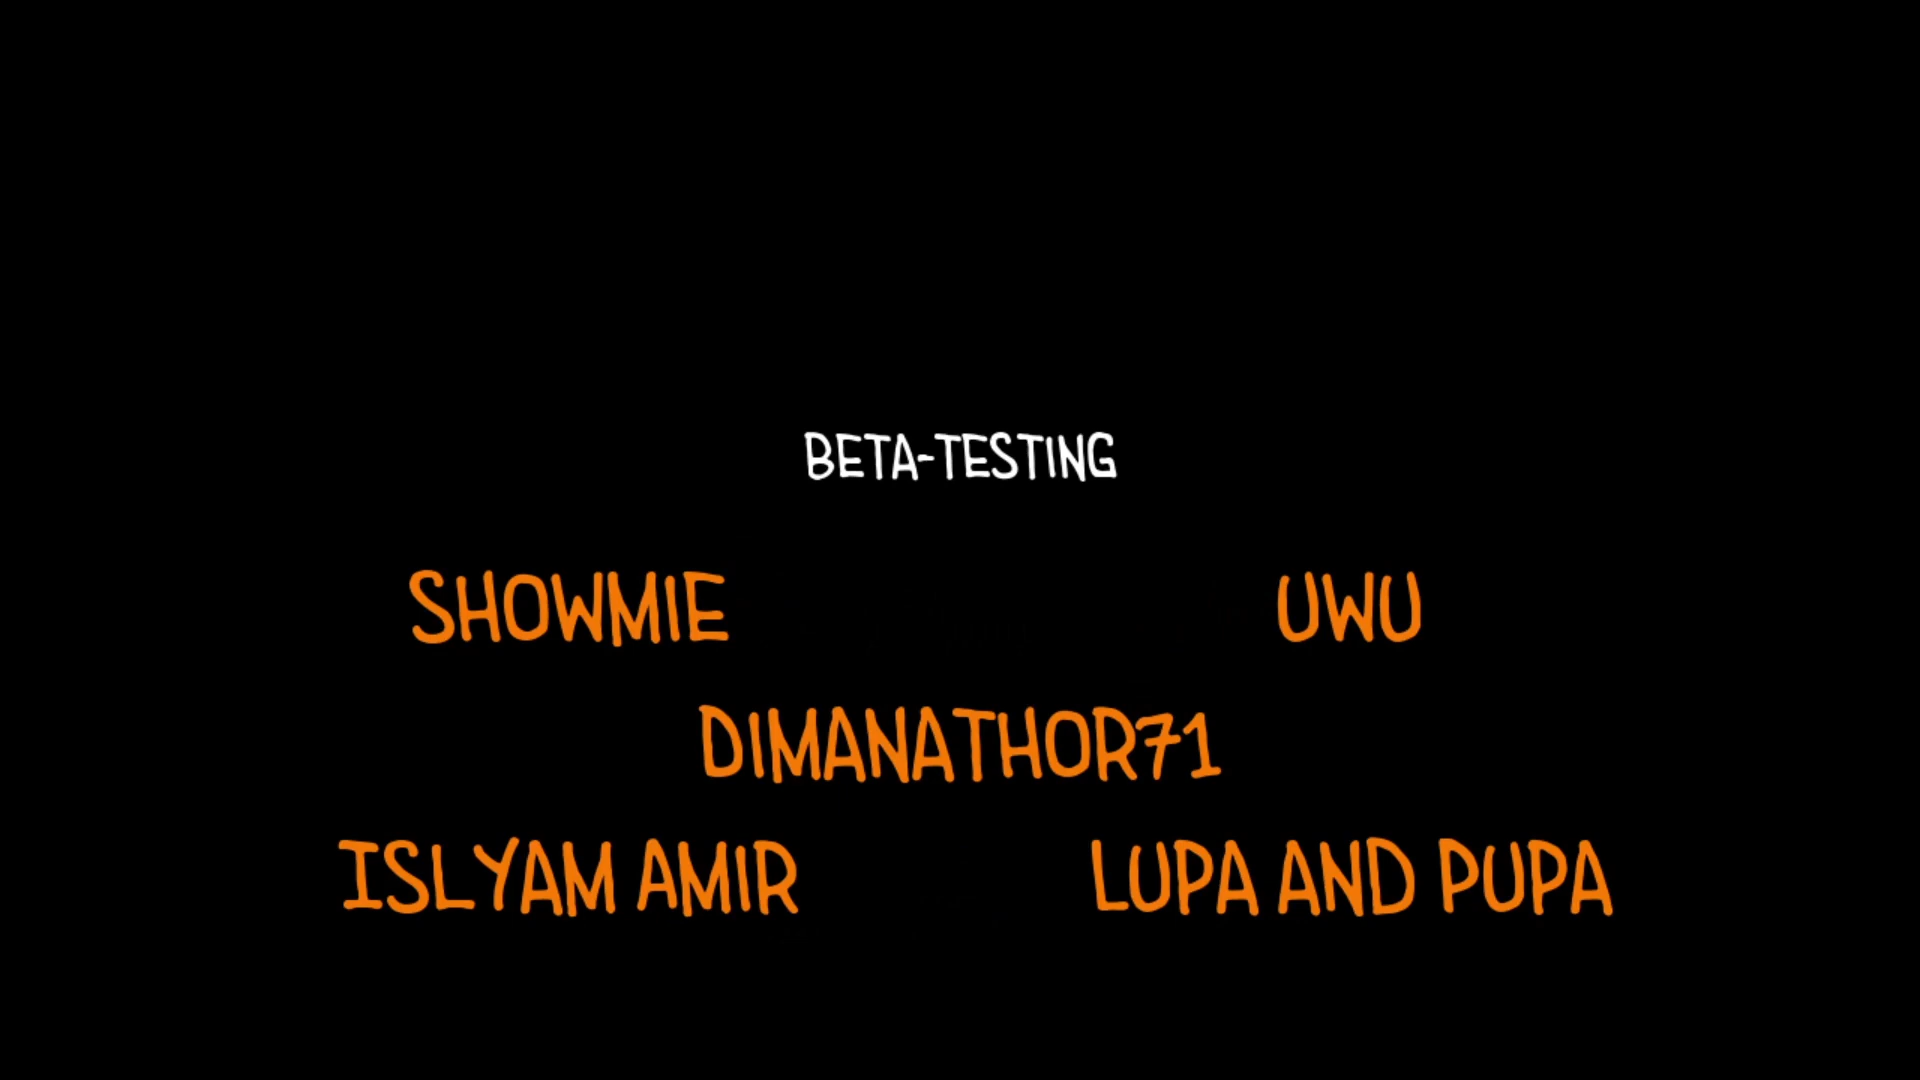 BETA-TESTING
SHOWMIE UWU
DIMANATHOR71
ISLYAM AMIR LUPA AND PUPA